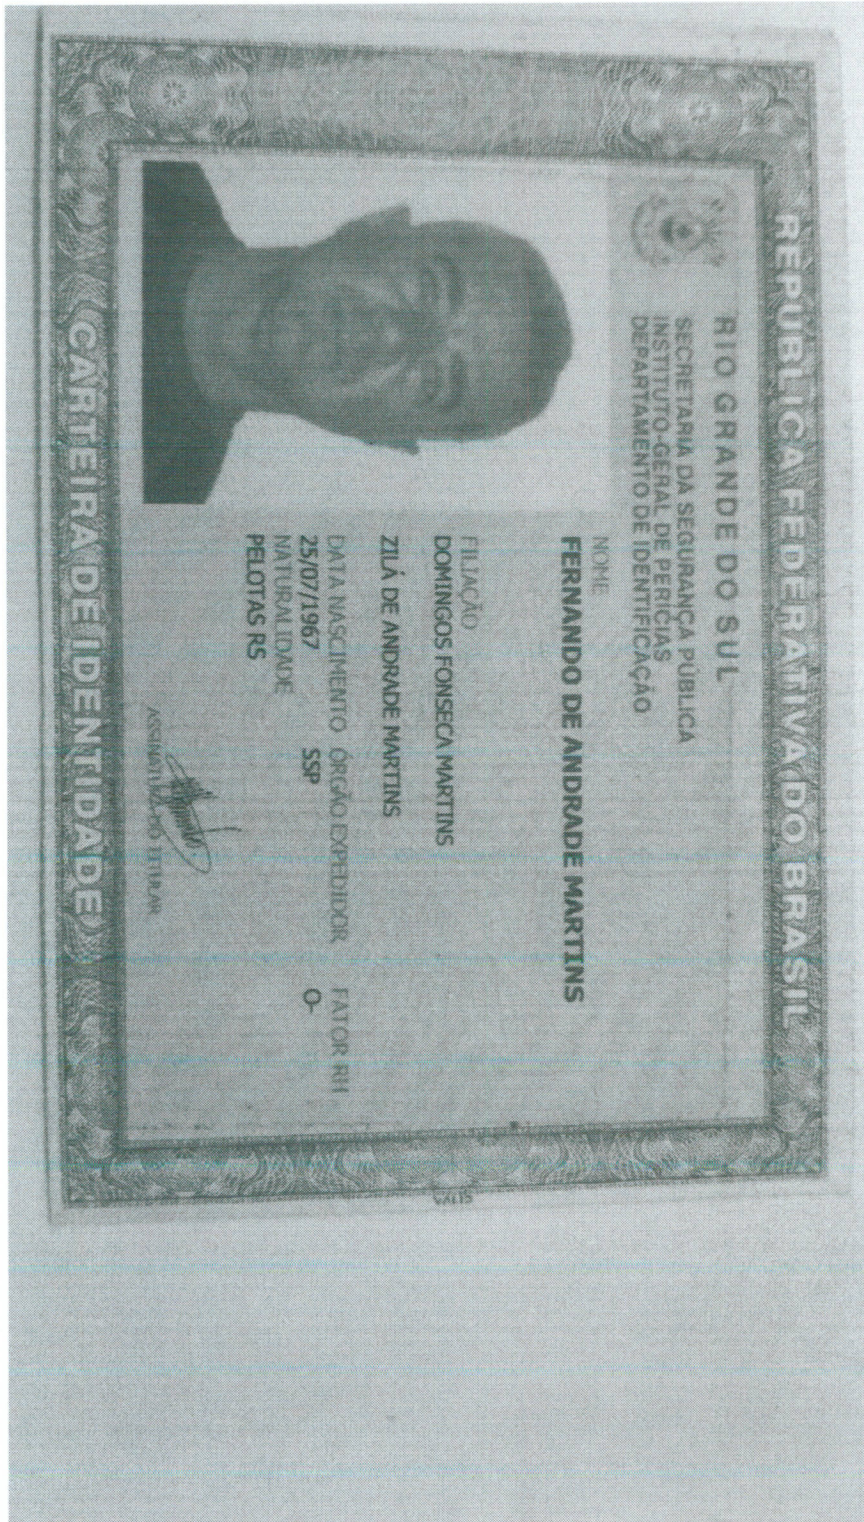 REPÚBLICA FEDERATIVA DO BRASIL
RIO GRANDE DO SUL
SECRETARIA DA SEGURANÇA PÚBLICA
INSTITUTO-GERAL DE PERÍCIAS
DEPARTAMENTO DE IDENTIFICAÇÃO
NOME
FERNANDO DE ANDRADE MARTINS
FILIAÇÃO
DOMINGOS FONSECA MARTINS
ZILÁ DE ANDRADE MARTINS
DATA NASCIMENTO ORGÃO EXPEDIDOR FATOR RH
25/07/1967 SSP O-
NATURALIDADE
PELOTAS RS
ASSINATURA DO TITULAR
CARTEIRA DE IDENTIDADE